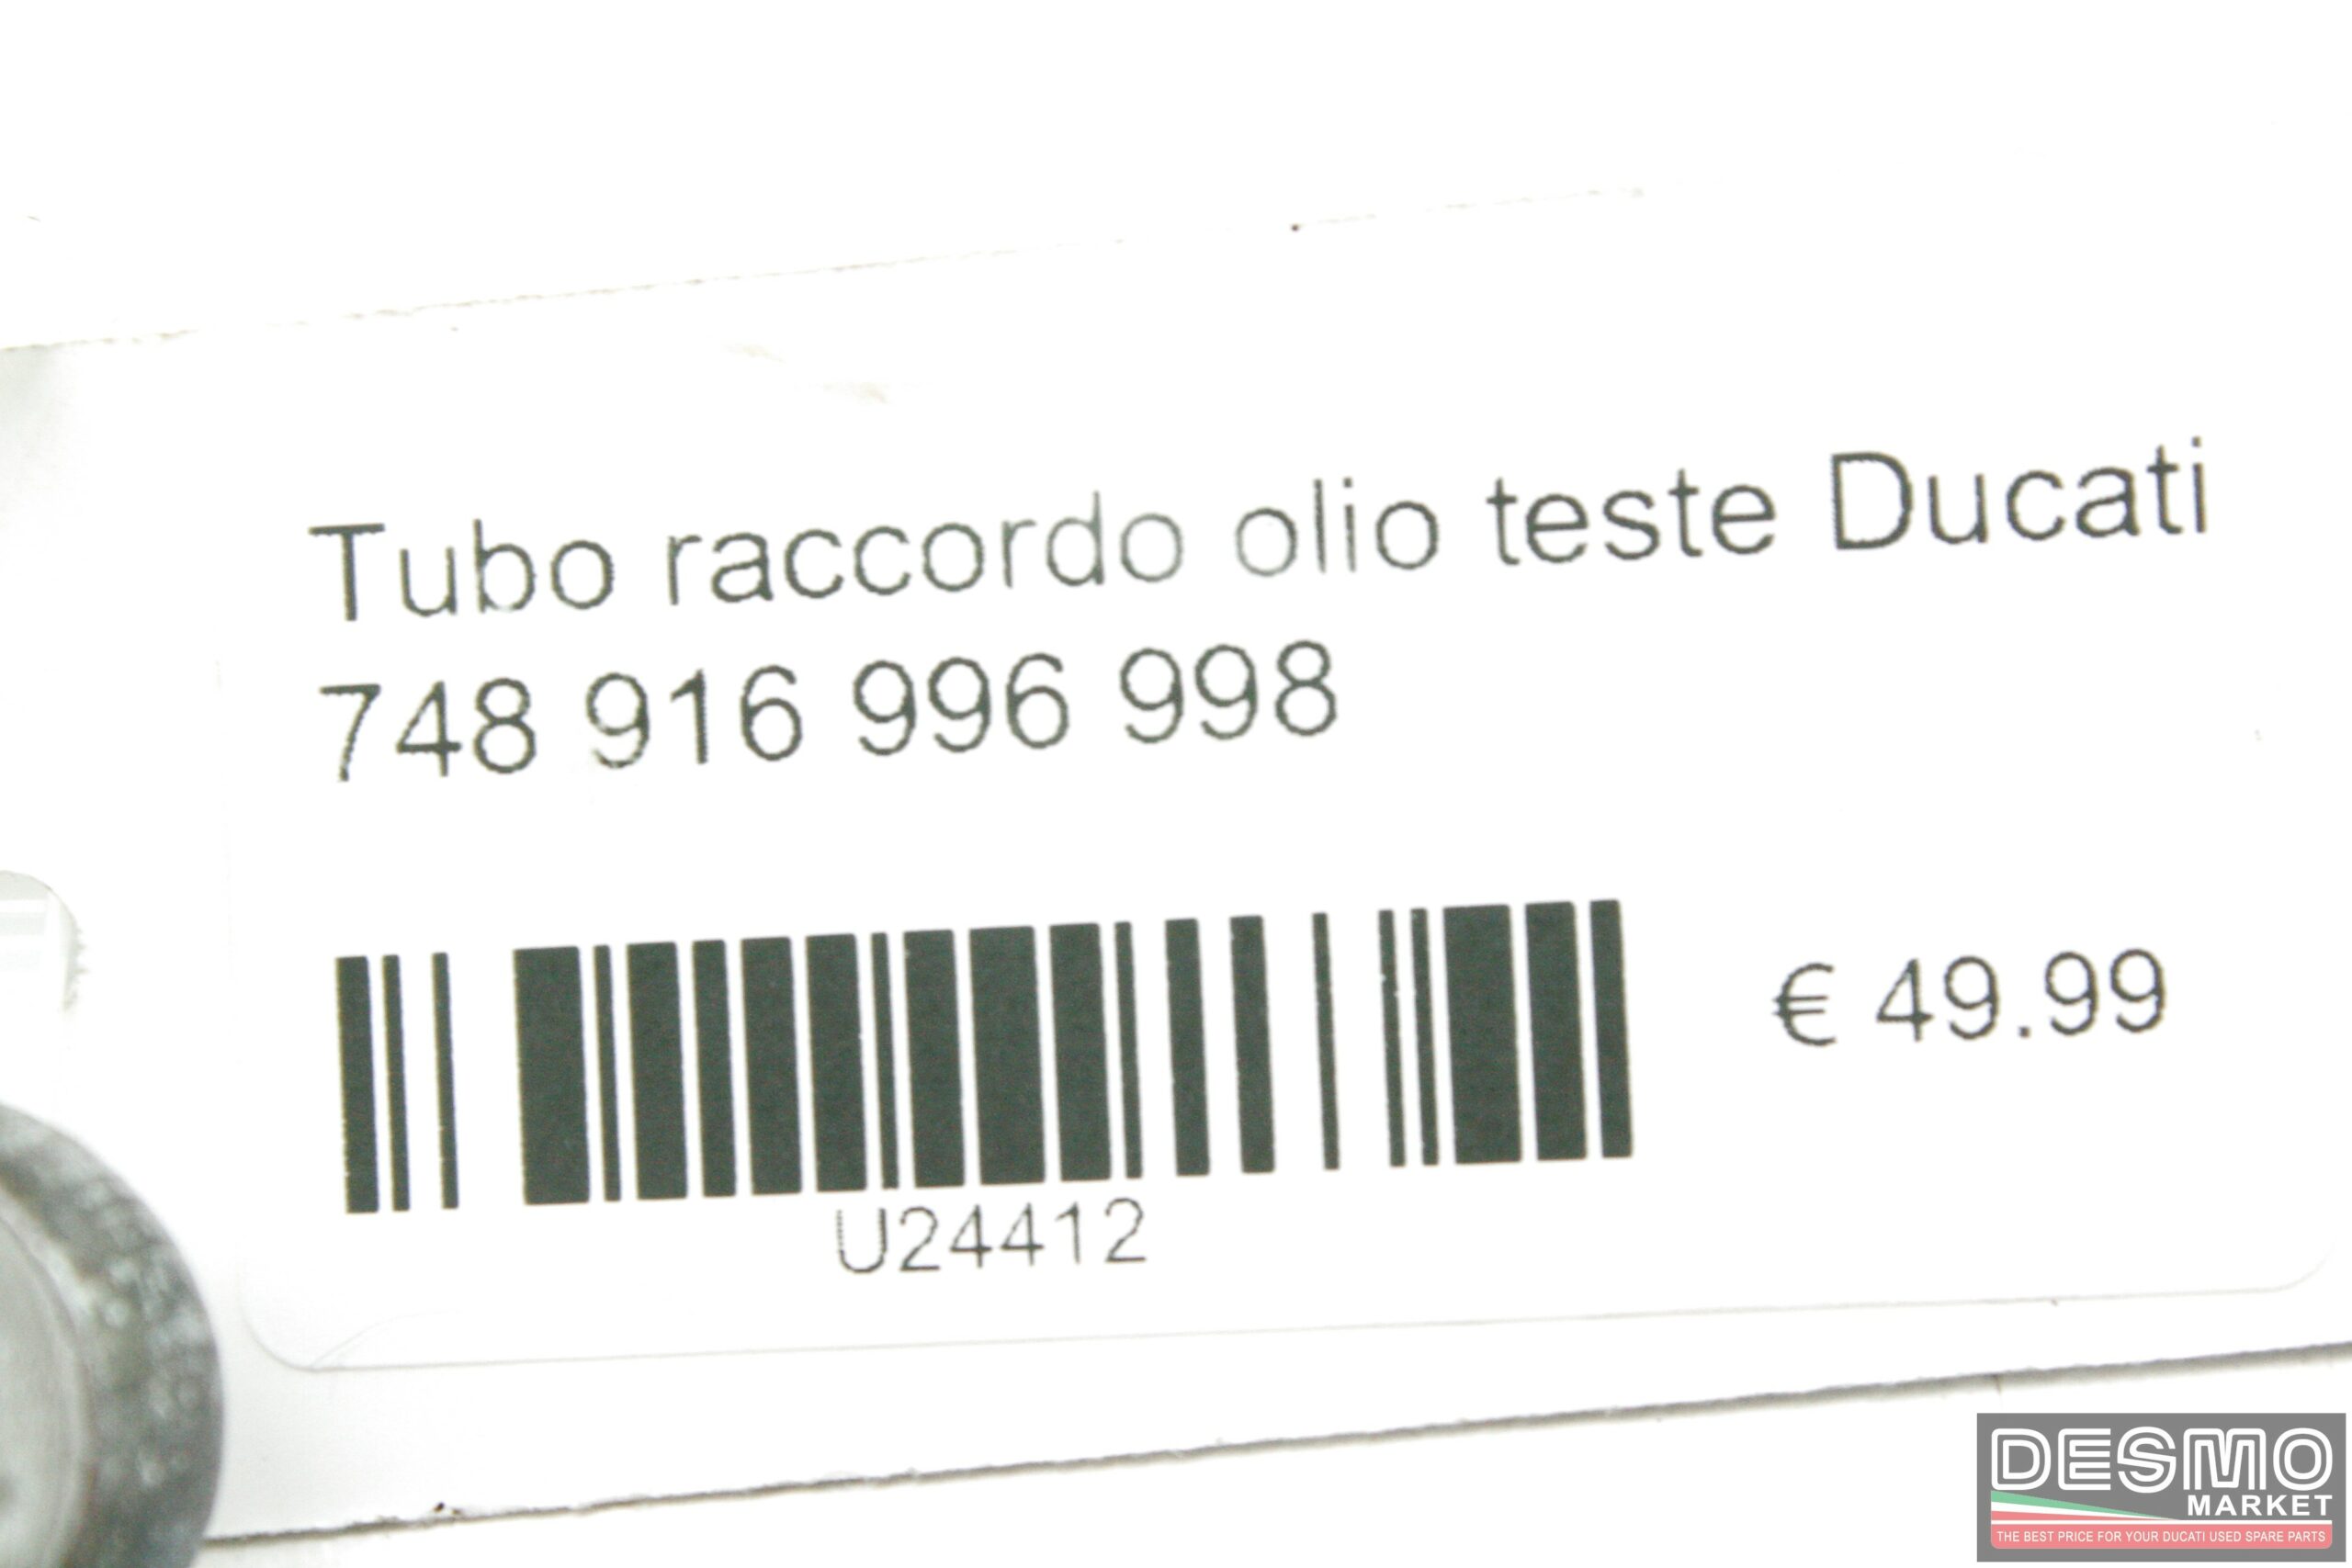 Tubo raccordo olio teste Ducati
748 916 996 998
€ 49.99
U24412
DESMO
MARKET
THE BEST PRICE FOR YOUR DUCATI USED SPARE PARTS